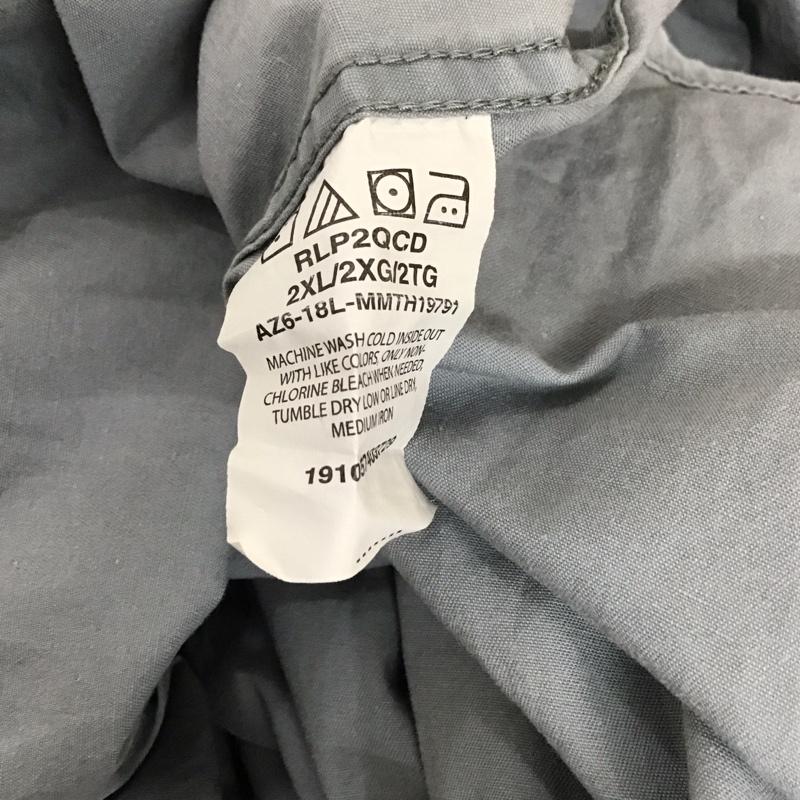 RLP2QCD
2XL/2XG/2TG
AZ6-18L-MMTH19791
MACHINE WASH COLD INSIDE OUT
WITH LIKE COLORS, ONLY NON-
CHLORINE BLEACH WHEN NEEDED,
TUMBLE DRY LOW OR LINE DRY,
MEDIUM IRON